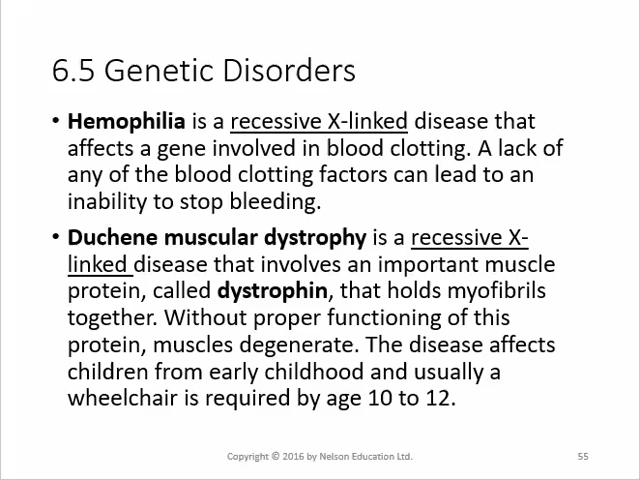 6.5 Genetic Disorders
• Hemophilia is a recessive X-linked disease that
affects a gene involved in blood clotting. A lack of
any of the blood clotting factors can lead to an
inability to stop bleeding.
• Duchene muscular dystrophy is a recessive X-
linked disease that involves an important muscle
protein, called dystrophin, that holds myofibrils
together. Without proper functioning of this
protein, muscles degenerate. The disease affects
children from early childhood and usually a
wheelchair is required by age 10 to 12.
Copyright © 2016 by Nelson Education Ltd.
55